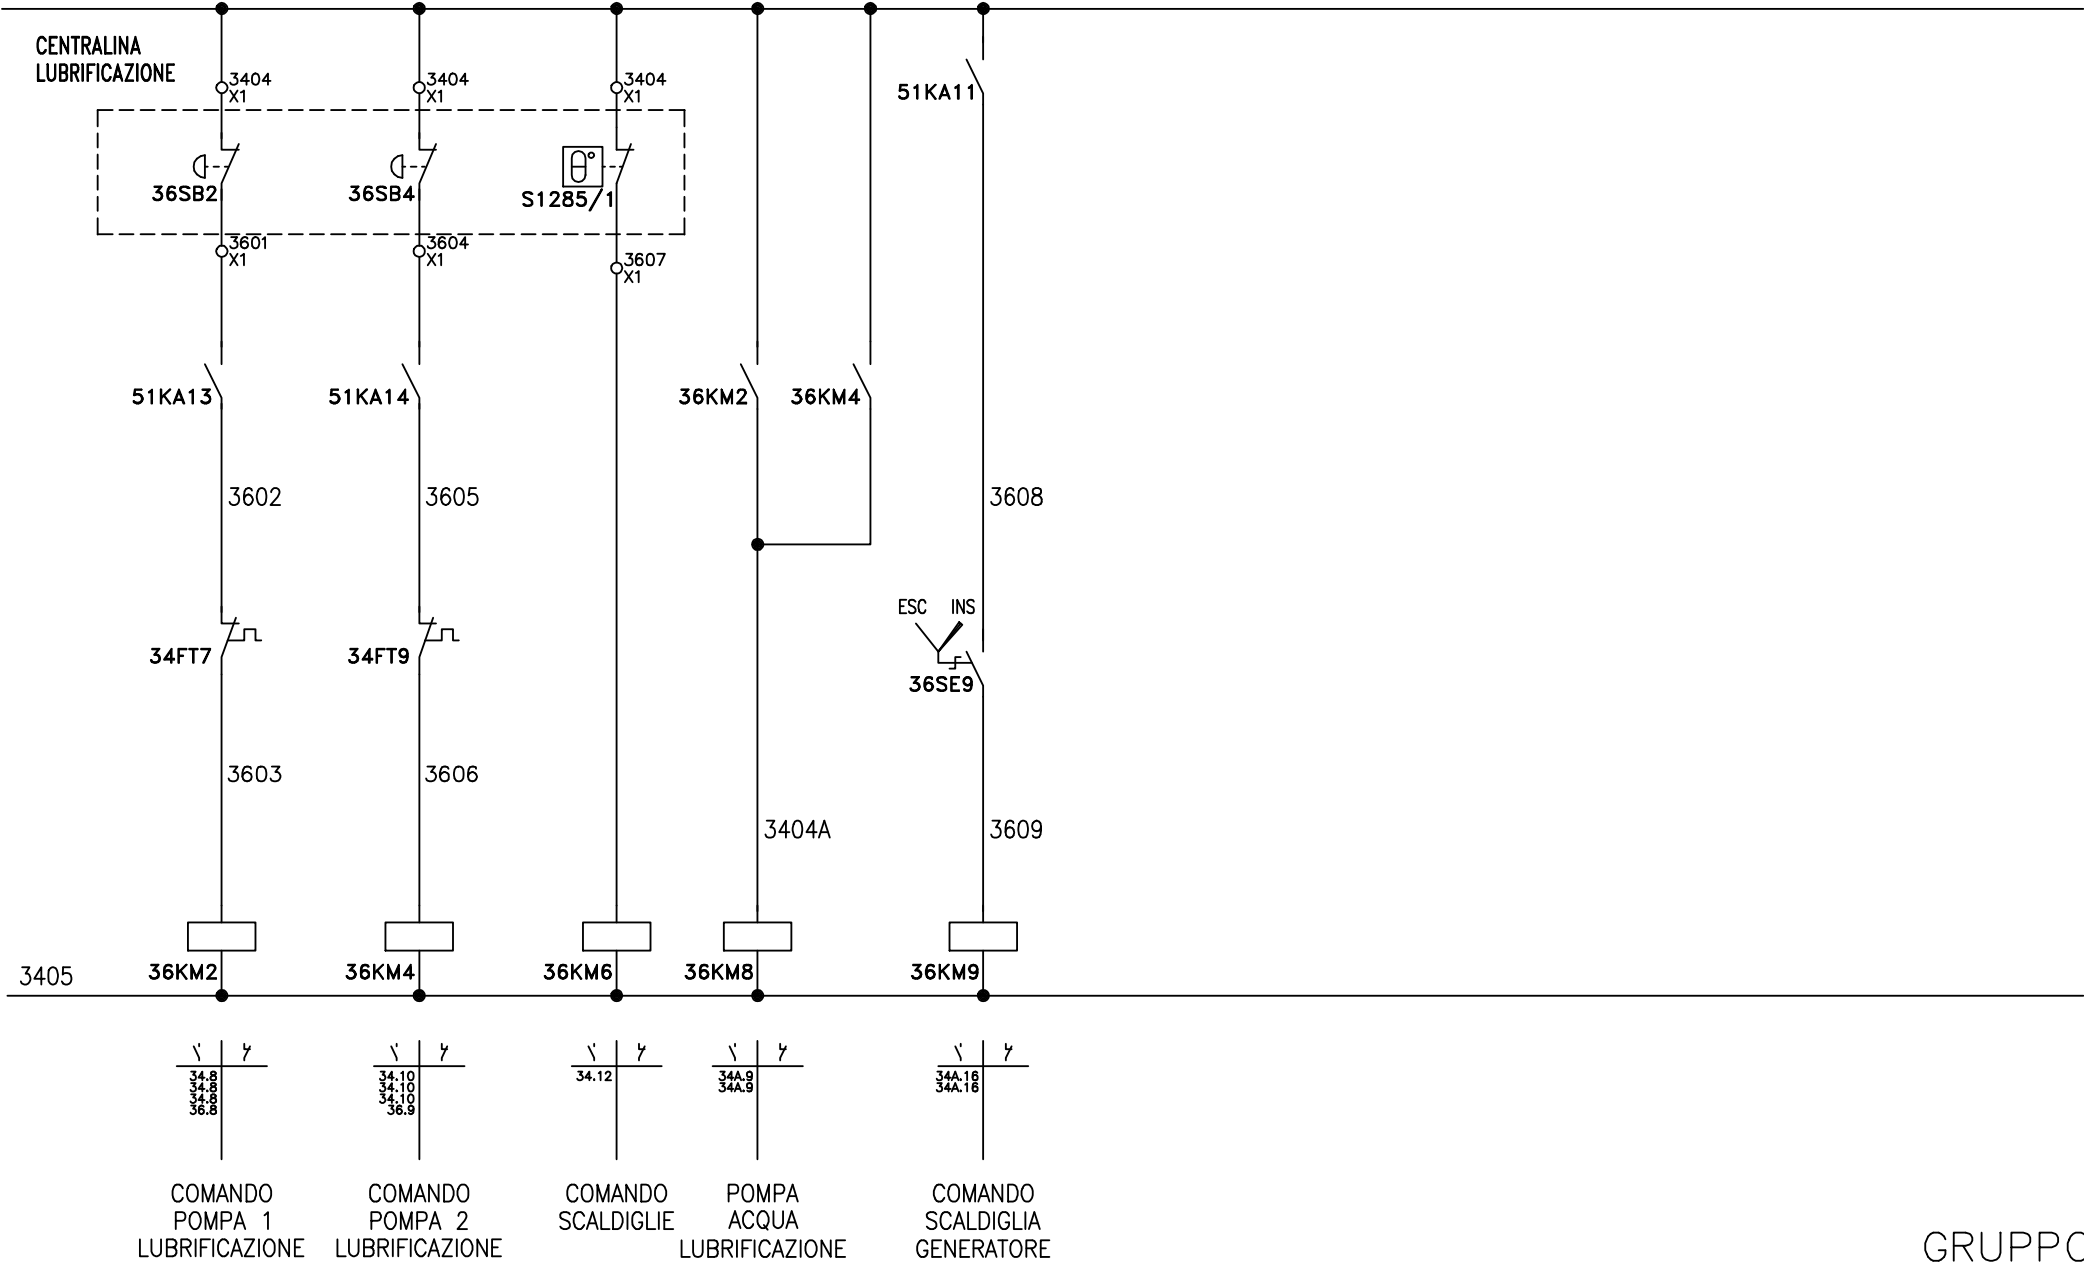 CENTRALINA
LUBRIFICAZIONE
3404
X1
3404
X1
3404
X1
51KA11
36SB2
36SB4
S1285/1
3601
X1
3604
X1
3607
X1
51KA13
51KA14
36KM2
36KM4
3602
3605
3608
ESC INS
34FT7
34FT9
36SE9
3603
3606
3404A
3609
3405
36KM2
36KM4
36KM6
36KM8
36KM9
34.8
34.8
34.8
36.8
34.10
34.10
34.10
36.9
34.12
34A.9
34A.9
34A.16
34A.16
COMANDO
POMPA 1
LUBRIFICAZIONE
COMANDO
POMPA 2
LUBRIFICAZIONE
COMANDO
SCALDIGLIE
POMPA
ACQUA
LUBRIFICAZIONE
COMANDO
SCALDIGLIA
GENERATORE
GRUPPO